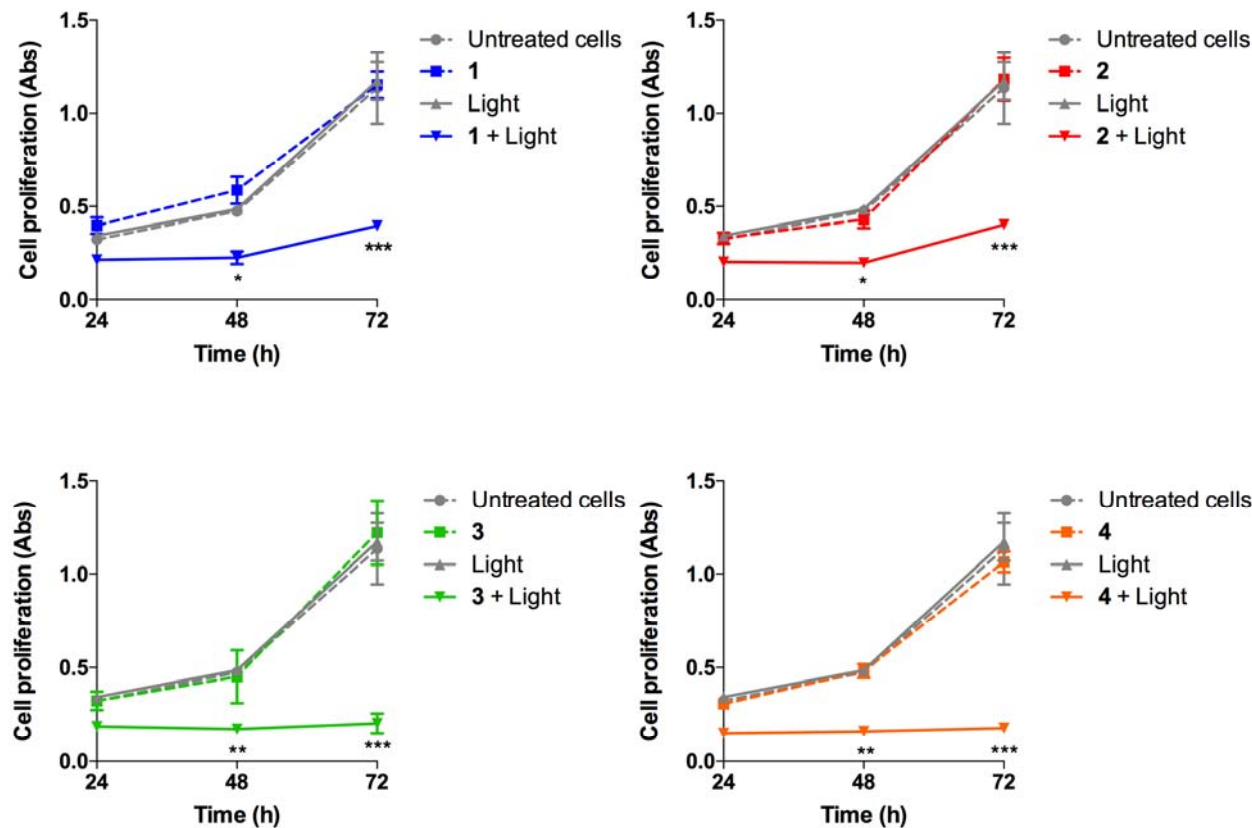 Cell proliferation (Abs)
1.5
1.0
0.5
0.0
24
48
72
Time (h)
*
***
Untreated cells
1
Light
1 + Light
Cell proliferation (Abs)
1.5
1.0
0.5
0.0
24
48
72
Time (h)
*
***
Untreated cells
2
Light
2 + Light
Cell proliferation (Abs)
1.5
1.0
0.5
0.0
24
48
72
Time (h)
**
***
Untreated cells
3
Light
3 + Light
Cell proliferation (Abs)
1.5
1.0
0.5
0.0
24
48
72
Time (h)
**
***
Untreated cells
4
Light
4 + Light